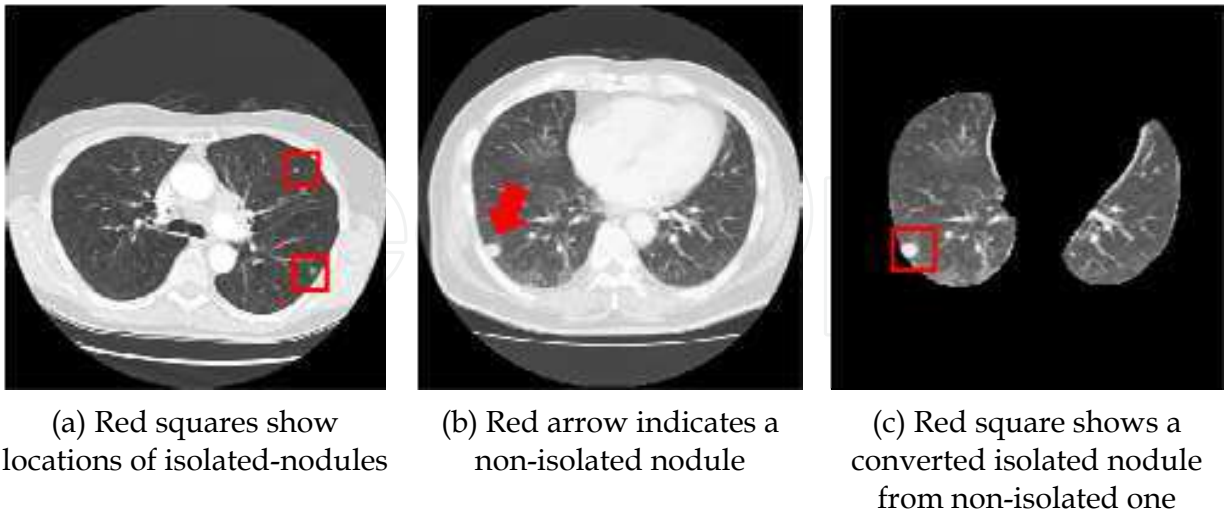 (a) Red squares show
locations of isolated-nodules
(b) Red arrow indicates a
non-isolated nodule
(c) Red square shows a
converted isolated nodule
from non-isolated one